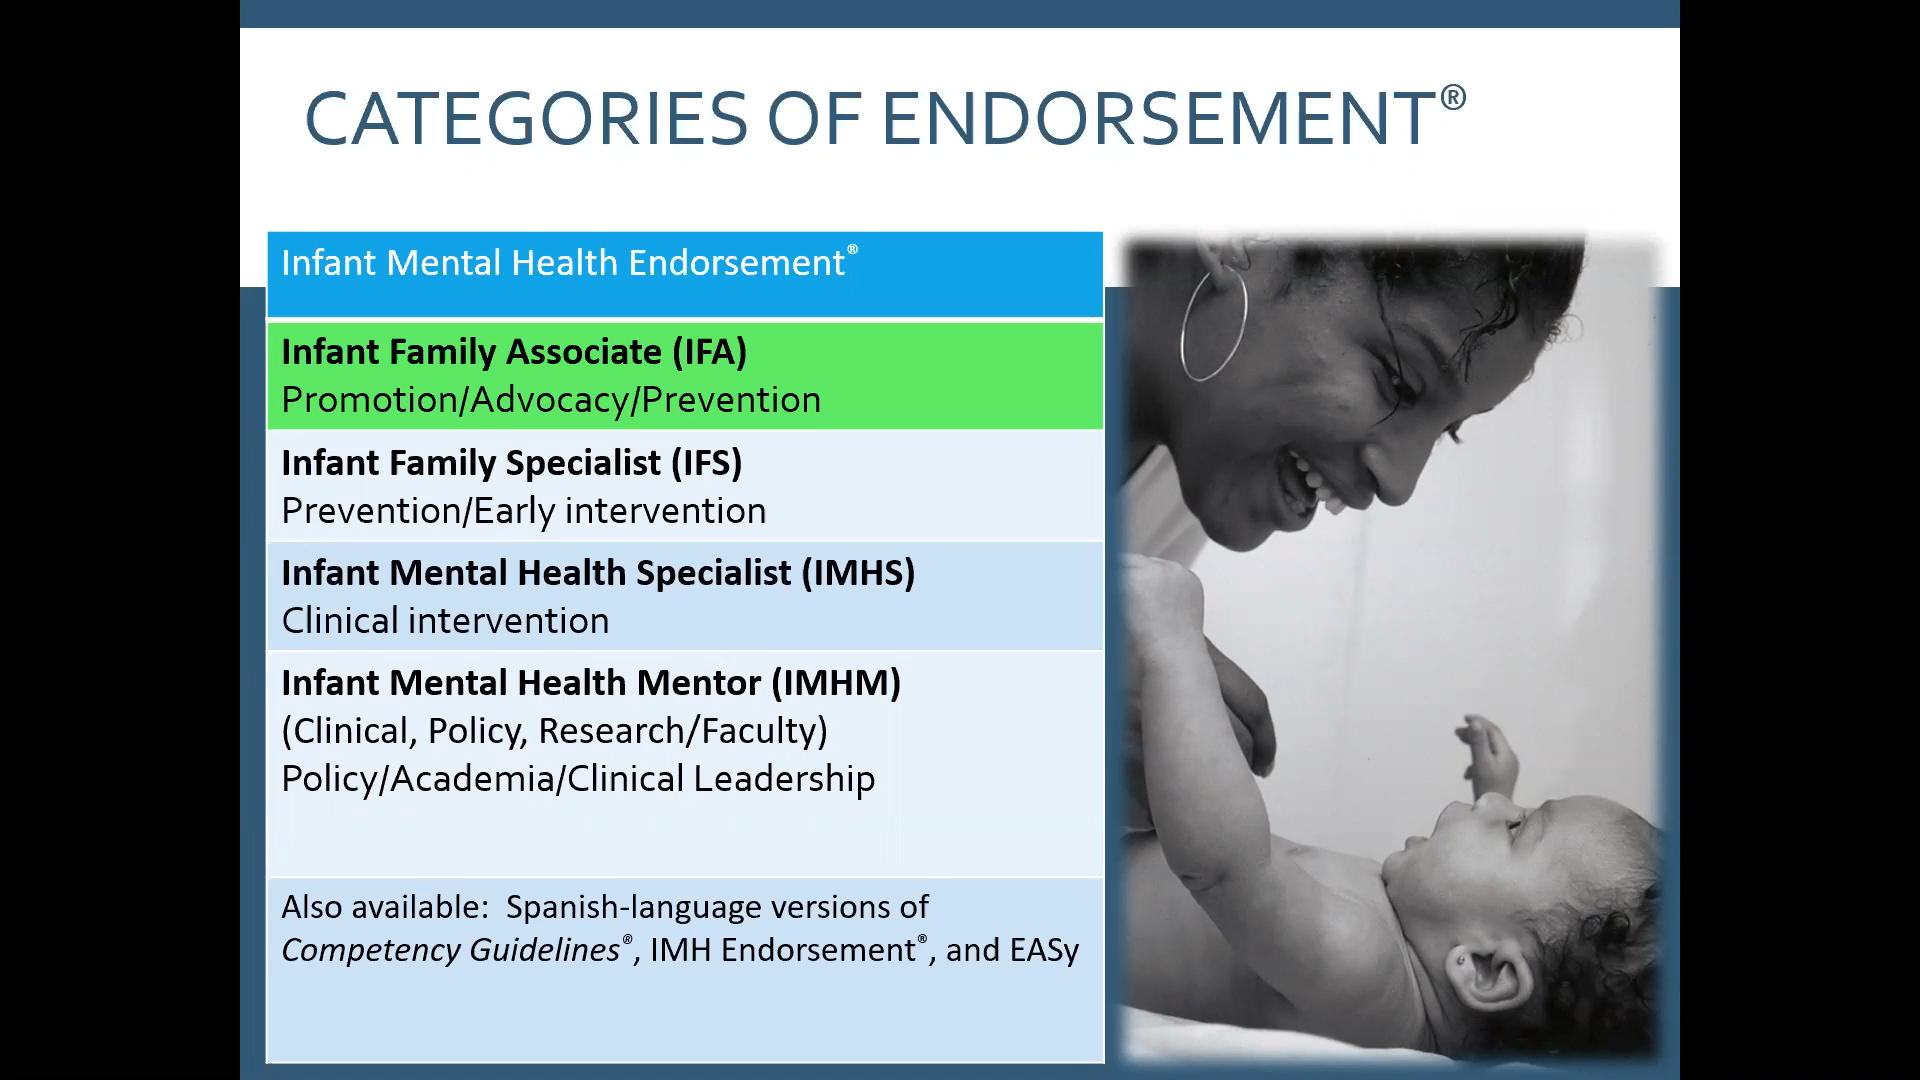 CATEGORIES OF ENDORSEMENT®
Infant Mental Health Endorsement®
Infant Family Associate (IFA)
Promotion/Advocacy/Prevention
Infant Family Specialist (IFS)
Prevention/Early intervention
Infant Mental Health Specialist (IMHS)
Clinical intervention
Infant Mental Health Mentor (IMHM)
(Clinical, Policy, Research/Faculty)
Policy/Academia/Clinical Leadership
Also available:  Spanish-language versions of
Competency Guidelines®, IMH Endorsement®, and EASy